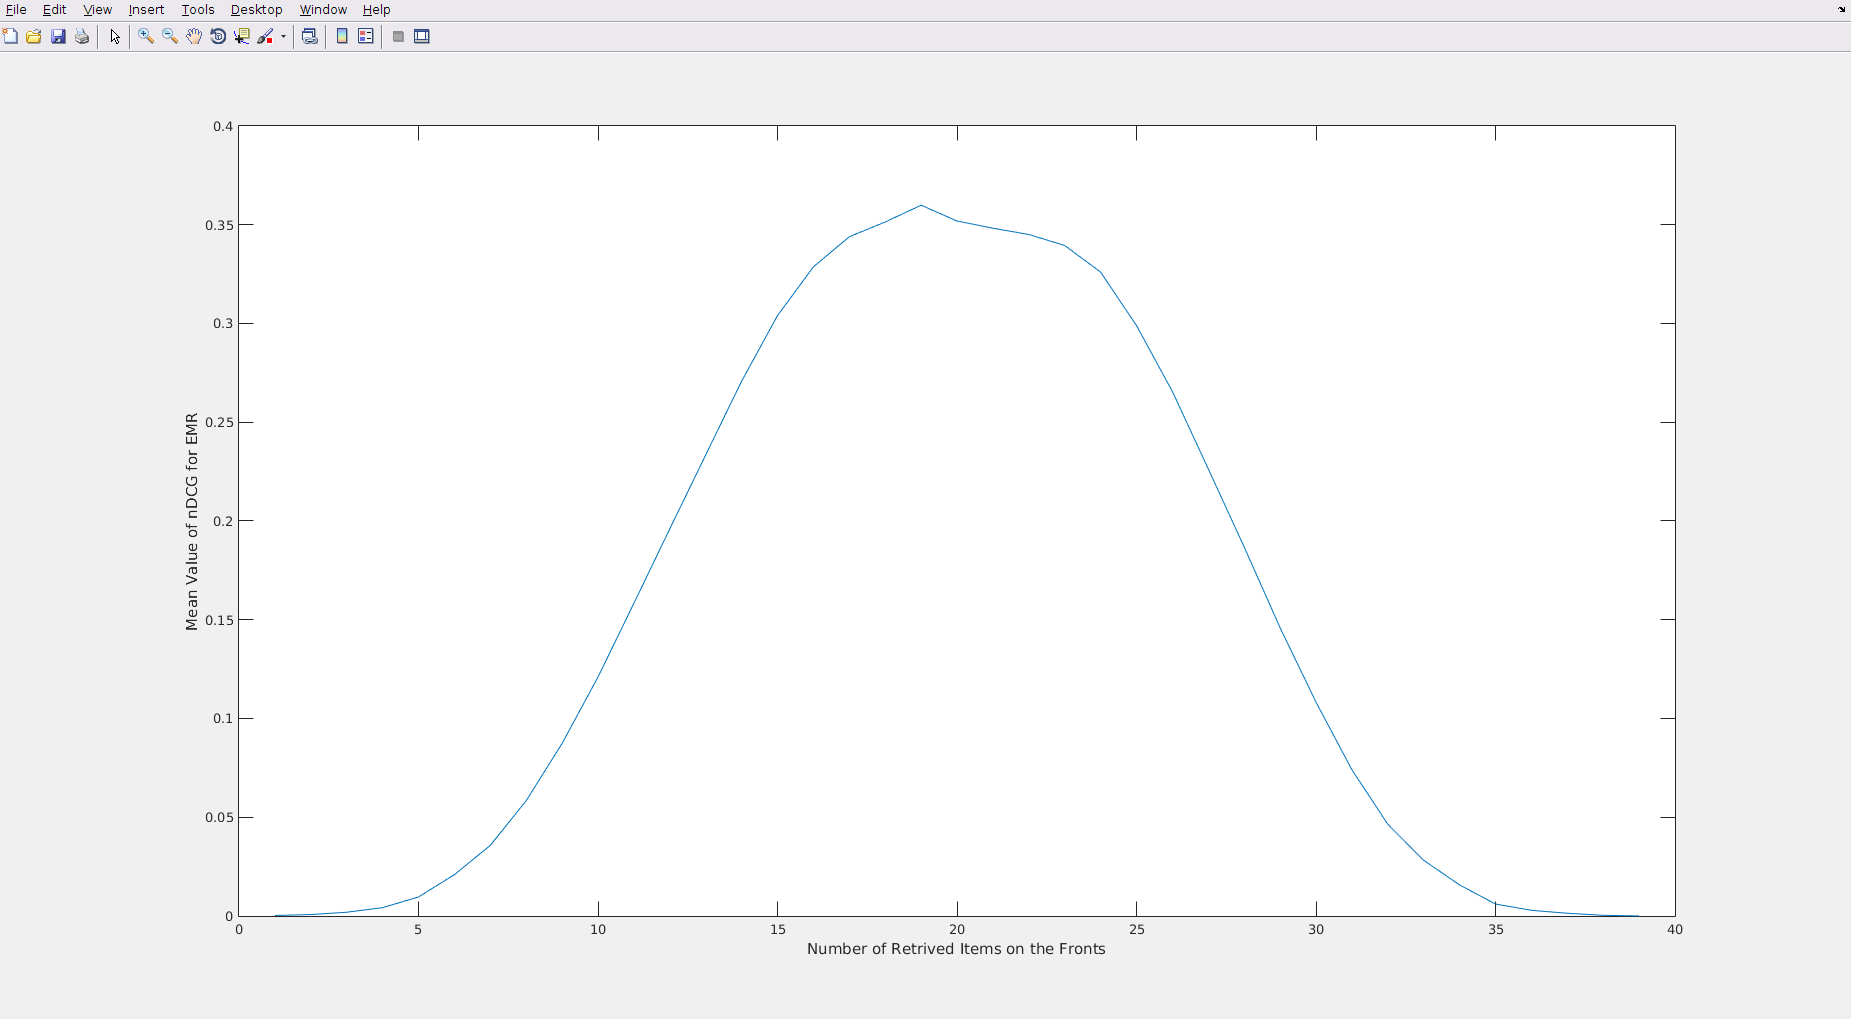 File Edit View Insert Tools Desktop Window Help
0.4
0.35
0.3
0.25
0.2
0.15
0.1
0.05
0
Mean Value of nDCG for EMR
0 5 10 15 20 25 30 35 40
Number of Retrived Items on the Fronts